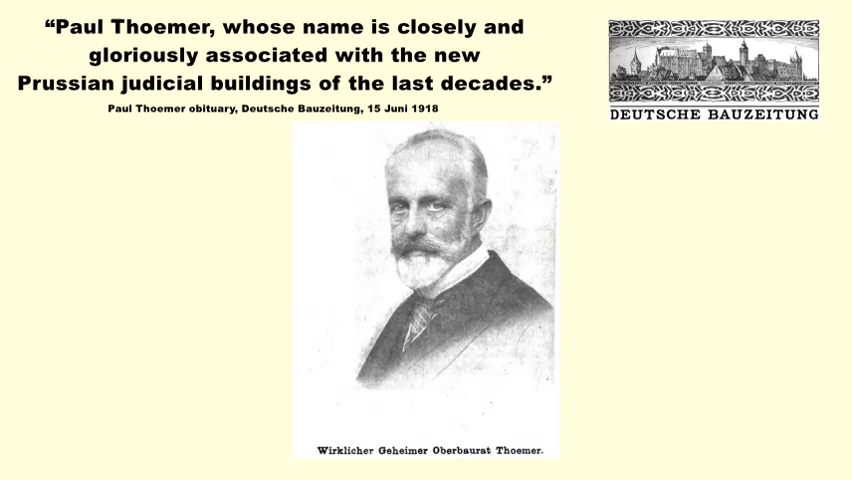 “Paul Thoemer, whose name is closely and
gloriously associated with the new
Prussian judicial buildings of the last decades.”
Paul Thoemer obituary, Deutsche Bauzeitung, 15 Juni 1918
DEUTSCHE BAUZEITUNG
Wirklicher Geheimer Oberbaurat Thoemer.